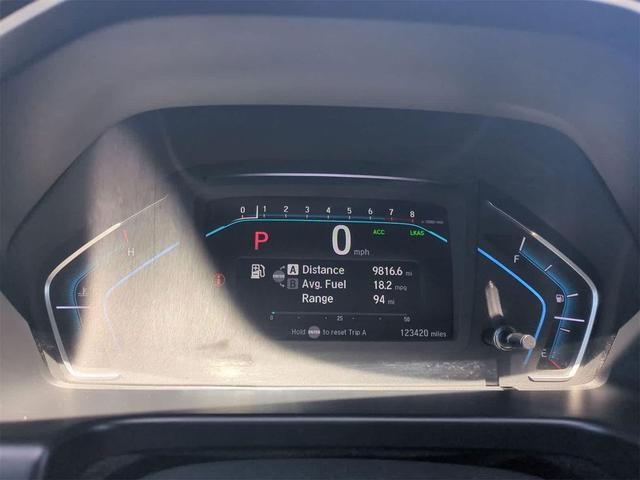 0 1 2 3 4 5 6 7 8
ACC LKAS
P 0 mph
H F
A Distance 9816.6 mi
B Avg. Fuel 18.2 mpg
Range 94 mi
0 25 50
E
Hold ENTER to reset Trip A 123420 miles